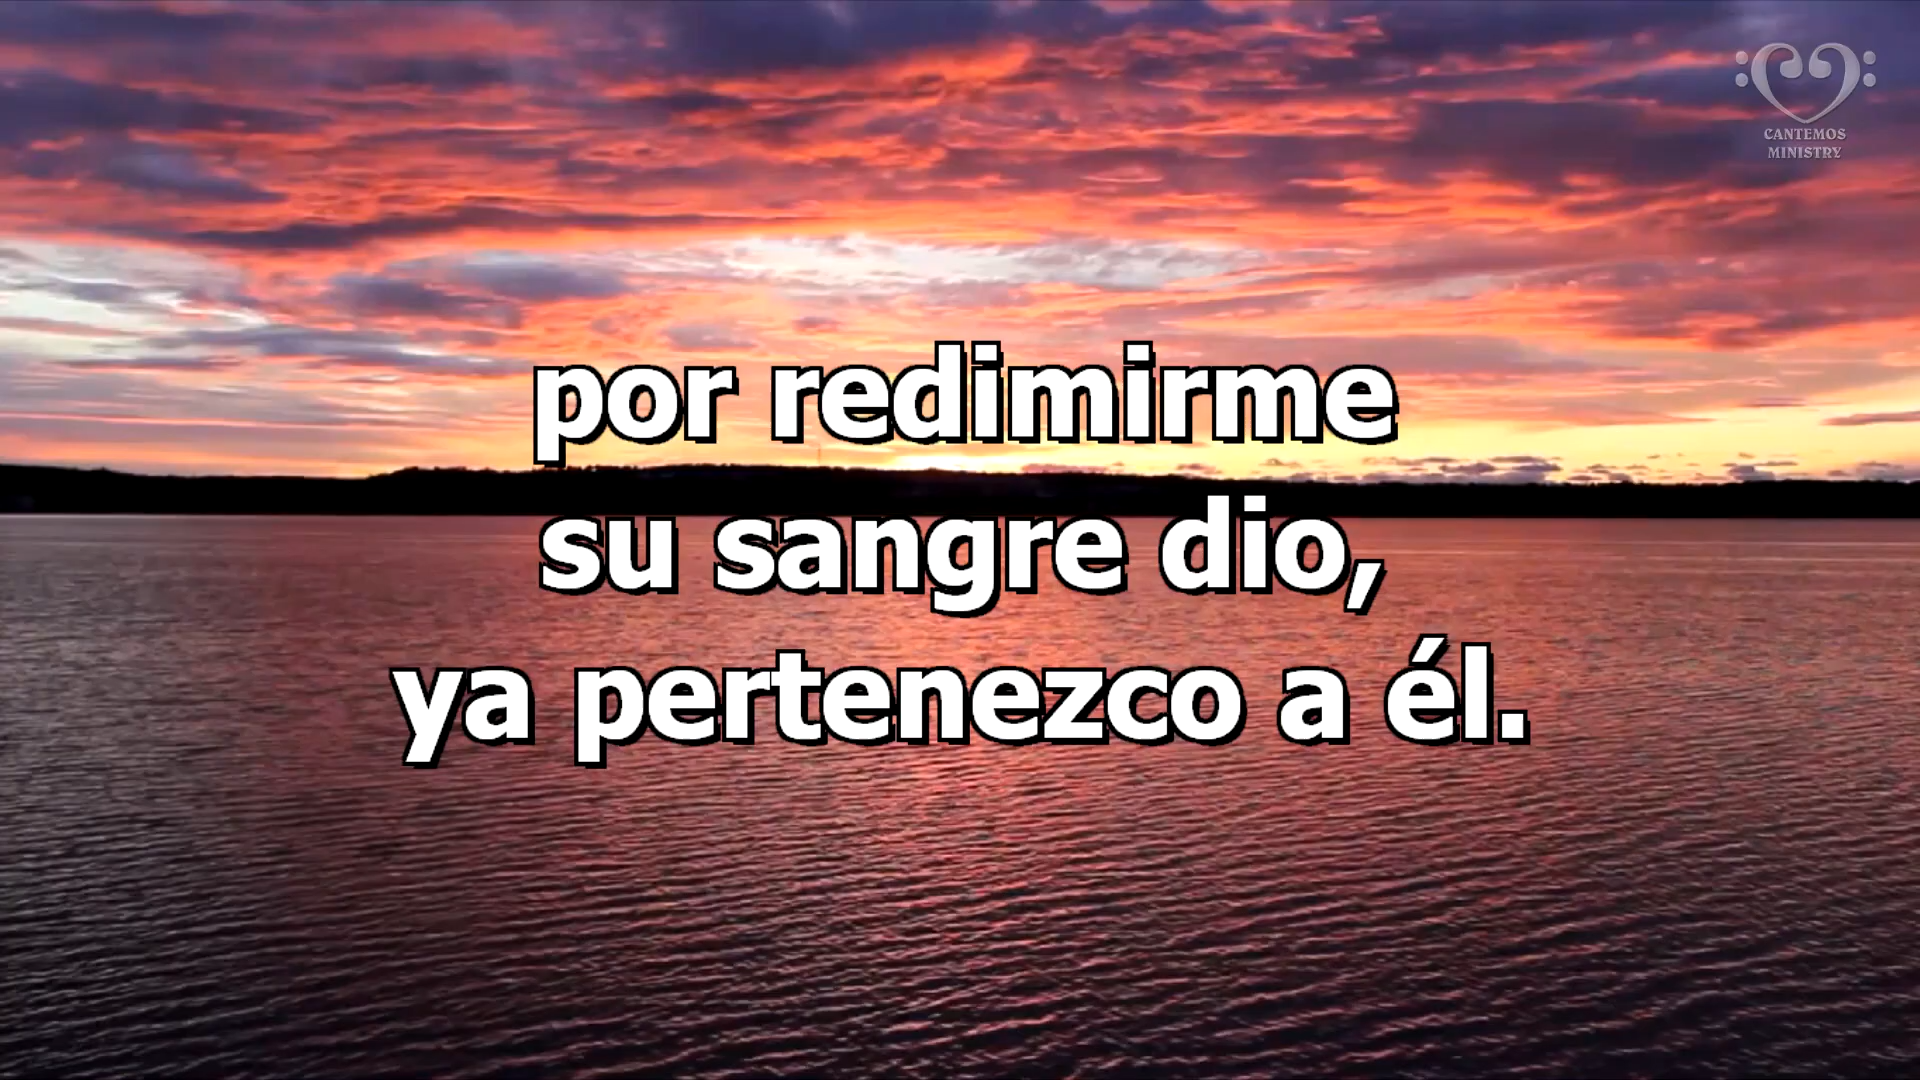 CANTEMOS
MINISTRY
por redimirme
su sangre dio,
ya pertenezco a él.